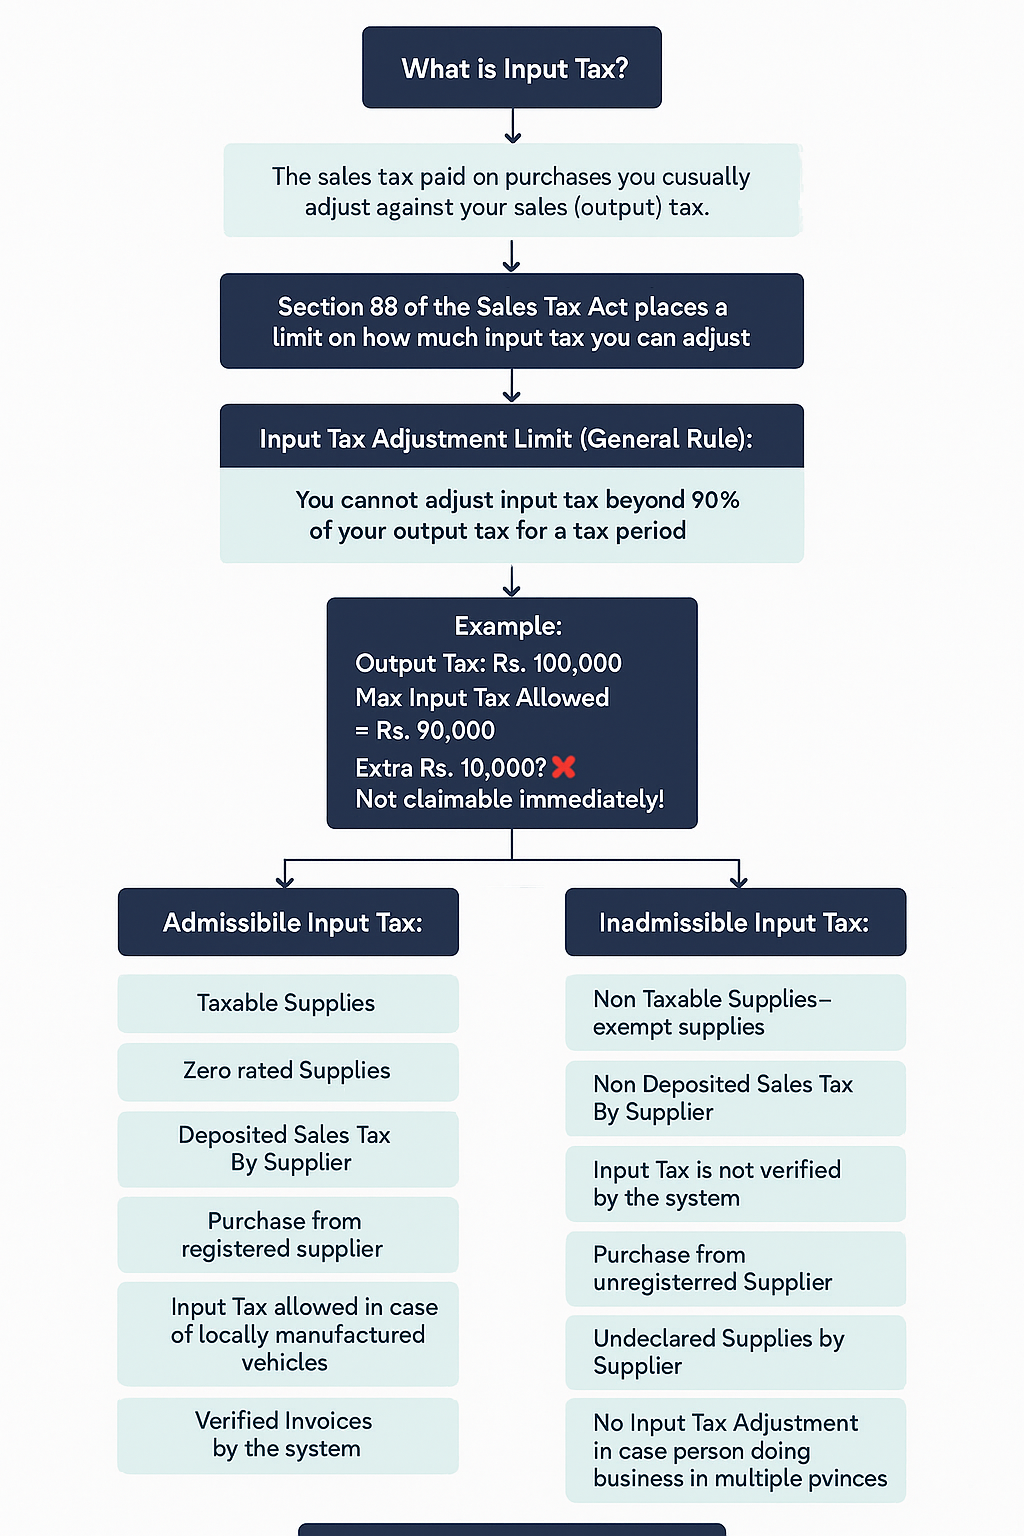 What is Input Tax?
The sales tax paid on purchases you cusually
adjust against your sales (output) tax.
Section 88 of the Sales Tax Act places a
limit on how much input tax you can adjust
Input Tax Adjustment Limit (General Rule):
You cannot adjust input tax beyond 90%
of your output tax for a tax period
Example:
Output Tax: Rs. 100,000
Max Input Tax Allowed
= Rs. 90,000
Extra Rs. 10,000? ❌
Not claimable immediately!
Admissibile Input Tax:
Taxable Supplies
Zero rated Supplies
Deposited Sales Tax
By Supplier
Purchase from
registered supplier
Input Tax allowed in case
of locally manufactured
vehicles
Verified Invoices
by the system
Inadmissible Input Tax:
Non Taxable Supplies–
exempt supplies
Non Deposited Sales Tax
By Supplier
Input Tax is not verified
by the system
Purchase from
unregisterred Supplier
Undeclared Supplies by
Supplier
No Input Tax Adjustment
in case person doing
business in multiple pvinces